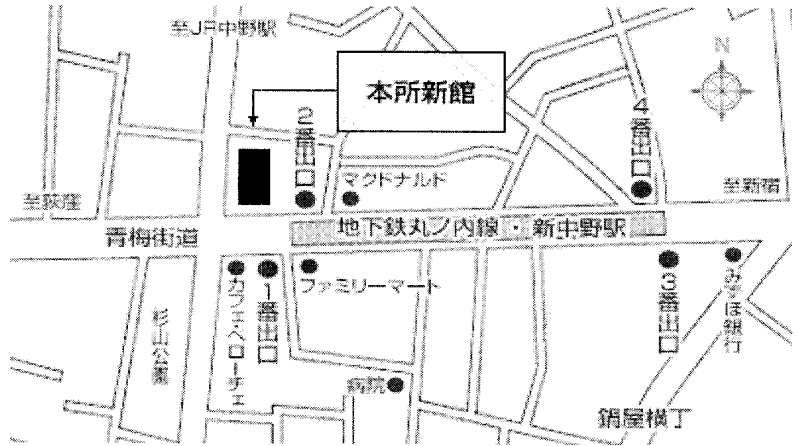 至JR中野駅
N
本所新館
2番出口
4番出口
マクドナルド
至荻窪
至新宿
地下鉄丸ノ内線・新中野駅
青梅街道
カフェ・ベローチェ
1番出口
ファミリーマート
3番出口
みずほ銀行
杉山公園
病院
鍋屋横丁